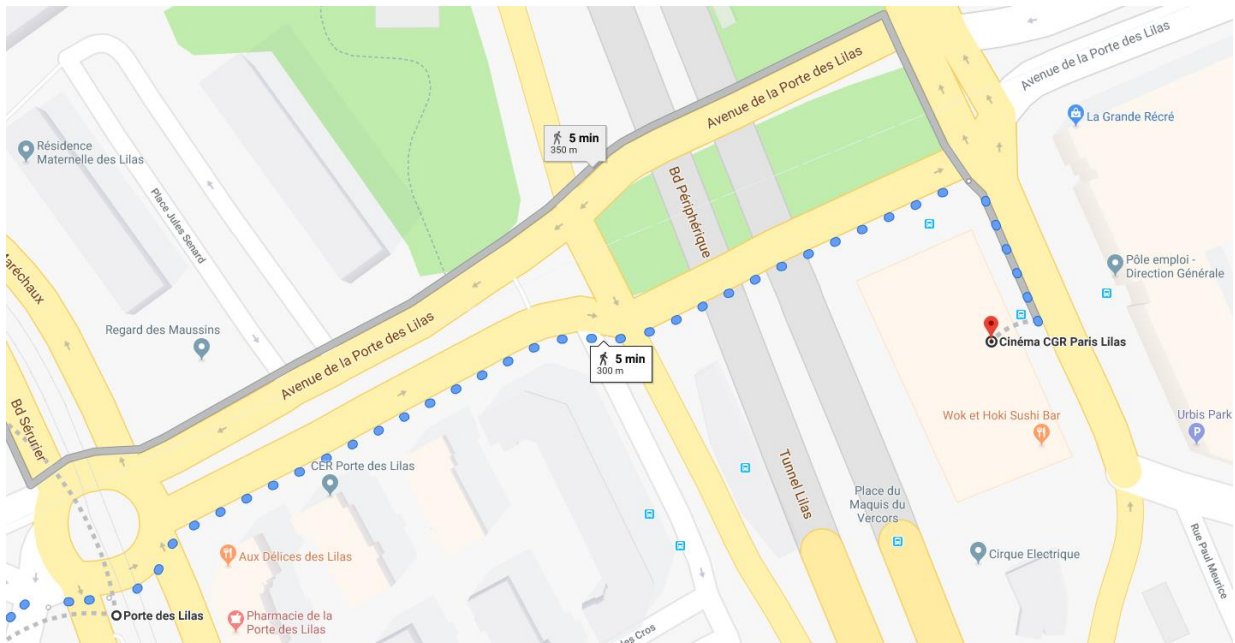 Avenue de la Porte des Lilas
Avenue de la Porte des Lilas
La Grande Récré
5 min
350 m
Résidence
Maternelle des Lilas
Place Jules Senard
Bd Périphérique
Maréchaux
Pôle emploi -
Direction Générale
Regard des Maussins
Avenue de la Porte des Lilas
Cinéma CGR Paris Lilas
5 min
300 m
Bd Sérurier
Wok et Hoki Sushi Bar
Urbis Park
P
CER Porte des Lilas
Tunnel Lilas
Place du
Maquis du
Vercors
Aux Délices des Lilas
Cirque Electrique
Rue Paul Meurice
Porte des Lilas
Pharmacie de la
Porte des Lilas
les Cros